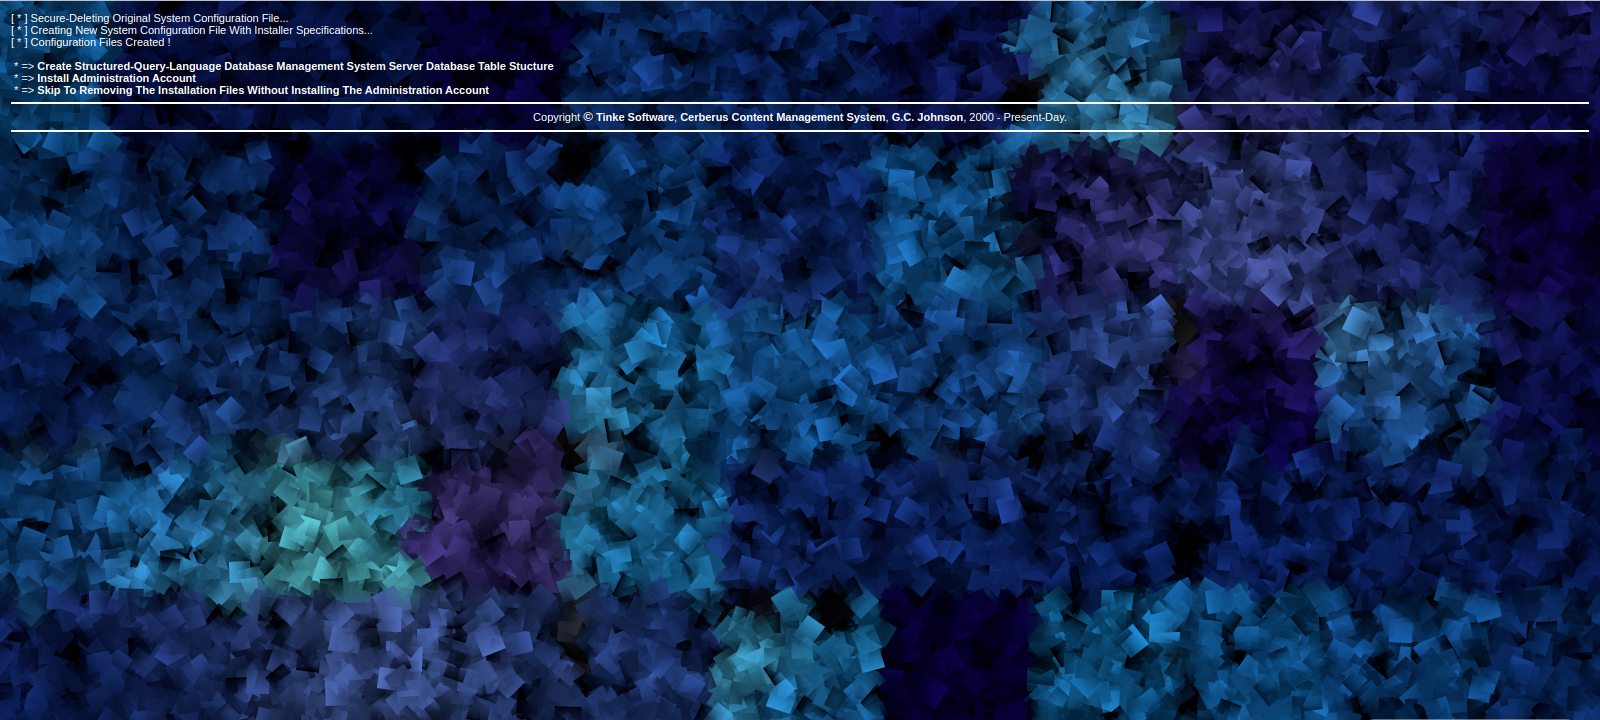 [ * ] Secure-Deleting Original System Configuration File...
[ * ] Creating New System Configuration File With Installer Specifications...
[ * ] Configuration Files Created !
* => Create Structured-Query-Language Database Management System Server Database Table Stucture
* => Install Administration Account
* => Skip To Removing The Installation Files Without Installing The Administration Account
Copyright © Tinke Software, Cerberus Content Management System, G.C. Johnson, 2000 - Present-Day.